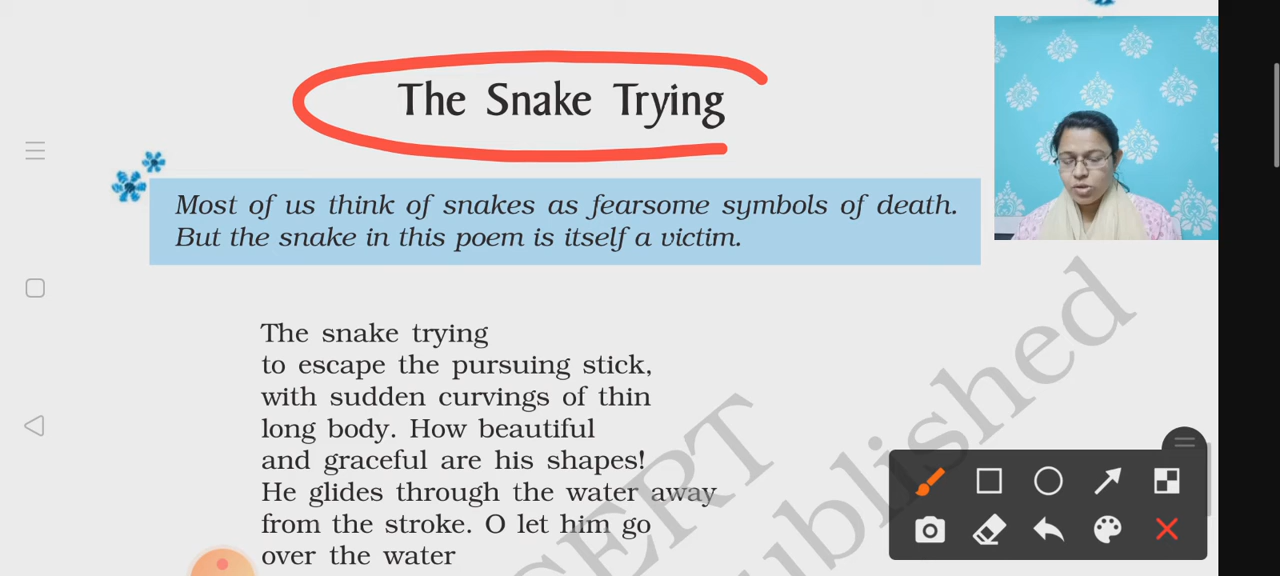 The Snake Trying
Most of us think of snakes as fearsome symbols of death.
But the snake in this poem is itself a victim.
The snake trying
to escape the pursuing stick,
with sudden curvings of thin
long body. How beautiful
and graceful are his shapes!
He glides through the water away
from the stroke. O let him go
over the water
CERT
ublished